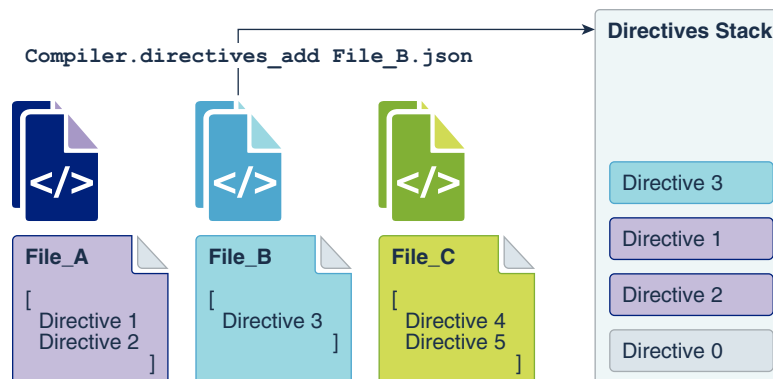 Compiler.directives_add File_B.json
Directives Stack
</>
</>
</>
File_A
[
Directive 1
Directive 2
]
File_B
[
Directive 3
]
File_C
[
Directive 4
Directive 5
]
Directive 3
Directive 1
Directive 2
Directive 0